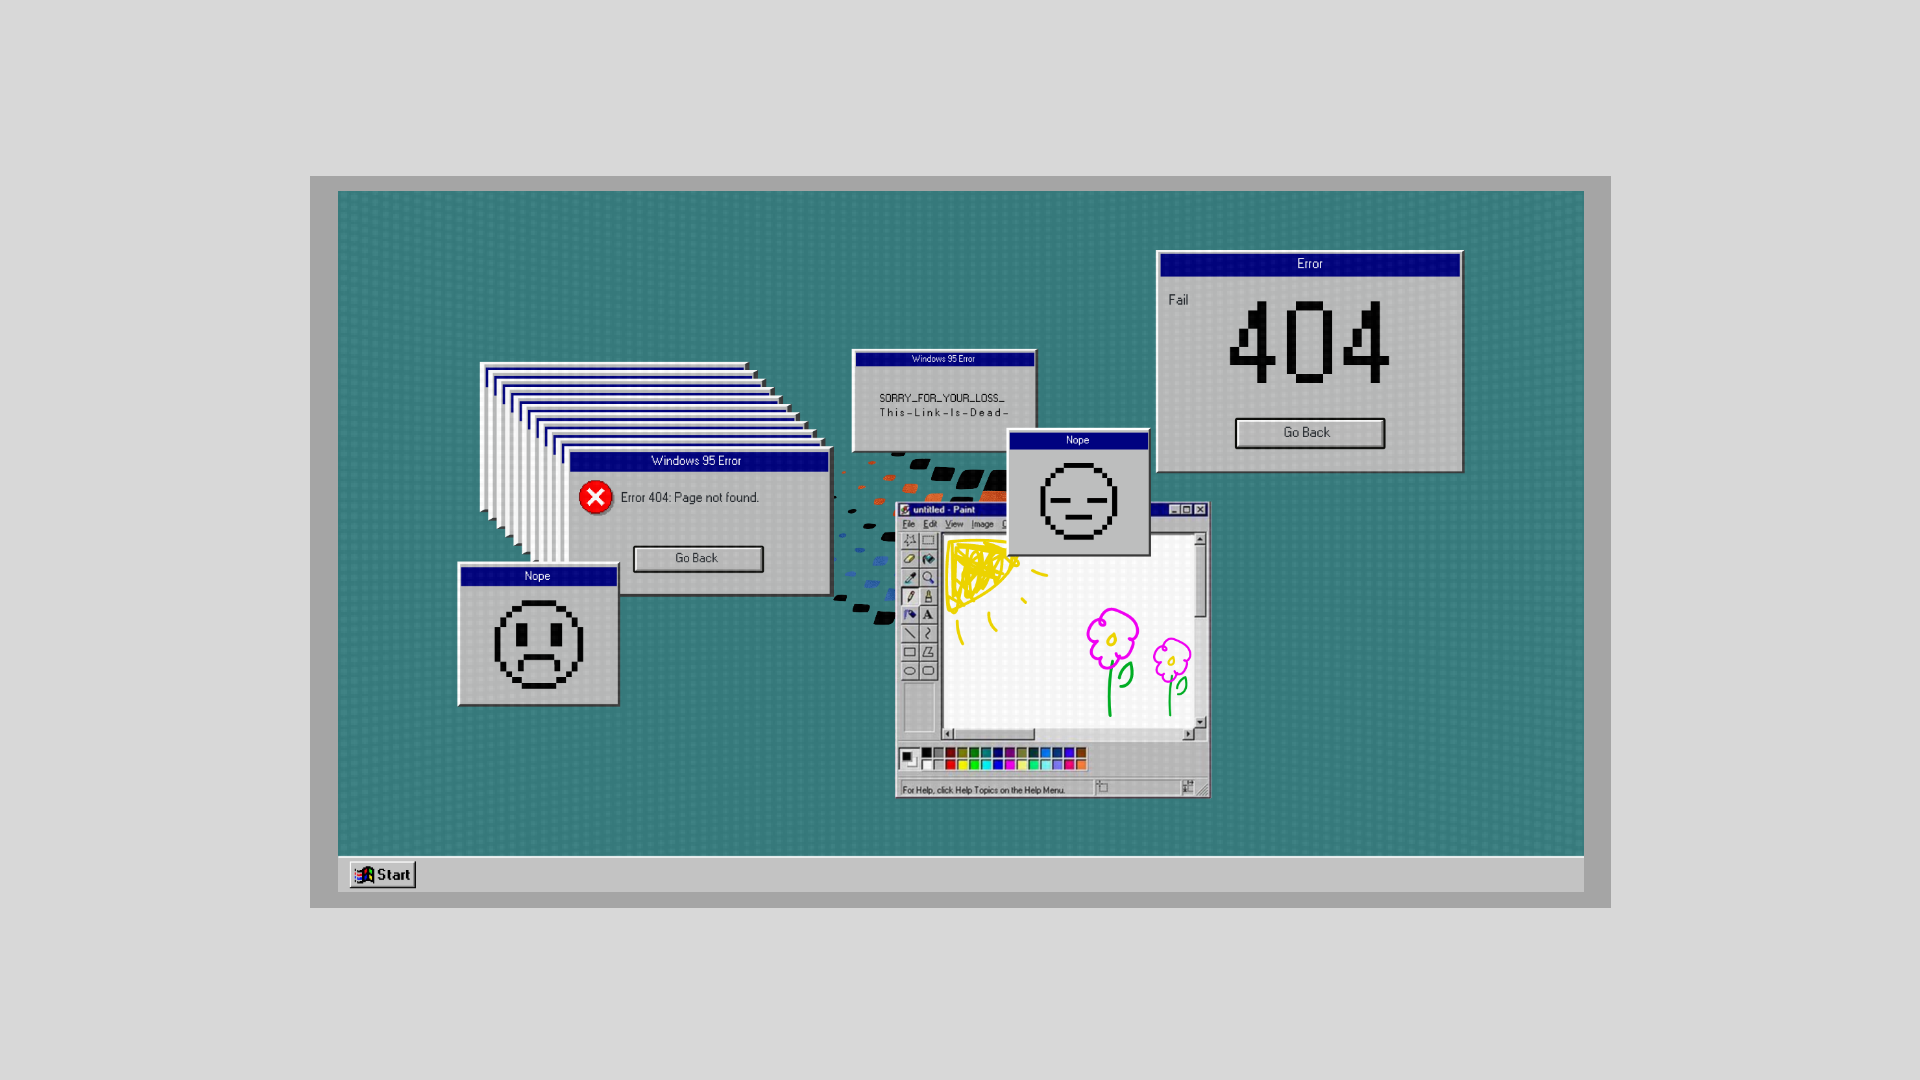 Error
Fail
404
Go Back
Windows 95 Error
SORRY_FOR_YOUR_LOSS_
This-Link-Is-Dead-
Nope
Windows 95 Error
Error 404: Page not found.
Go Back
Nope
untitled - Paint
File Edit View Image
A
For Help, click Help Topics on the Help Menu.
Start